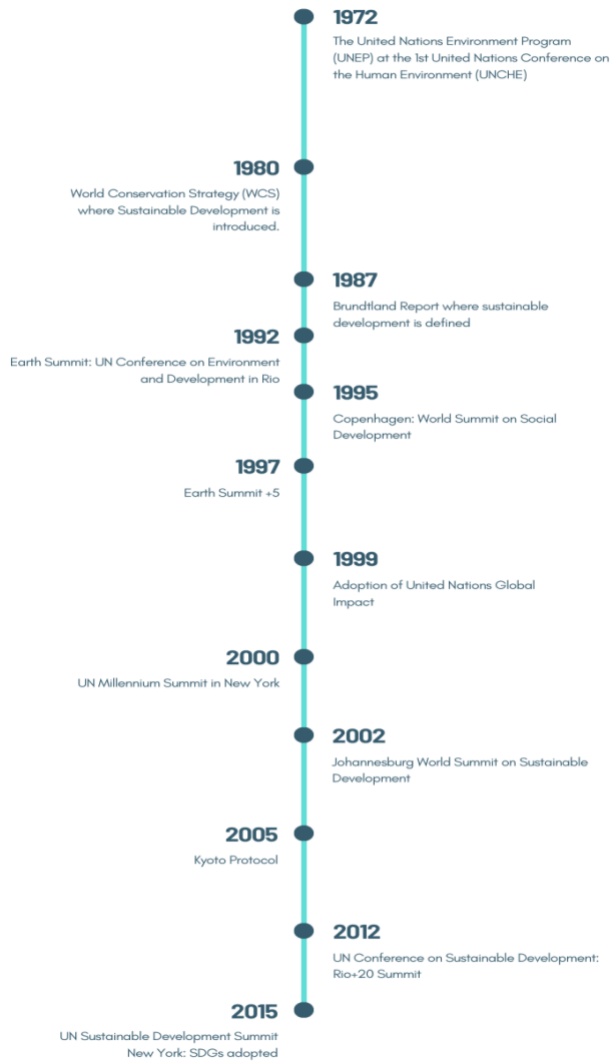 1972
The United Nations Environment Program
(UNEP) at the 1st United Nations Conference on
the Human Environment (UNCHE)
1980
World Conservation Strategy (WCS)
where Sustainable Development is
introduced.
1987
Brundtland Report where sustainable
development is defined
1992
Earth Summit: UN Conference on Environment
and Development in Rio
1995
Copenhagen: World Summit on Social
Development
1997
Earth Summit +5
1999
Adoption of United Nations Global
Impact
2000
UN Millennium Summit in New York
2002
Johannesburg World Summit on Sustainable
Development
2005
Kyoto Protocol
2012
UN Conference on Sustainable Development:
Rio+20 Summit
2015
UN Sustainable Development Summit
New York: SDGs adopted